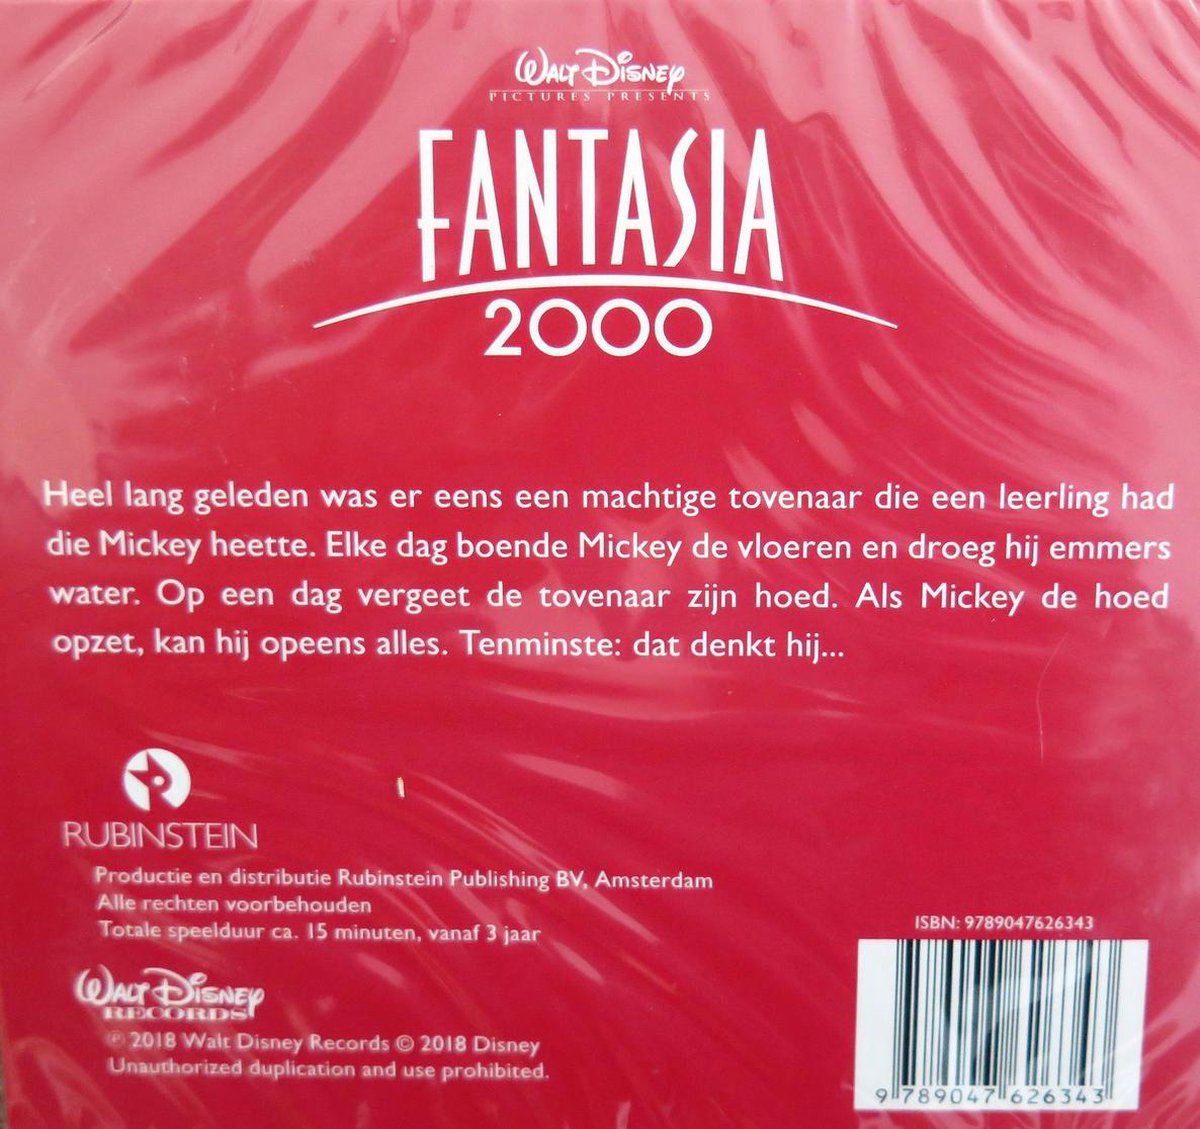 WALT DISNEY
PICTURES PRESENTS
FANTASIA
2000
Heel lang geleden was er eens een machtige tovenaar die een leerling had
die Mickey heette. Elke dag boende Mickey de vloeren en droeg hij emmers
water. Op een dag vergeet de tovenaar zijn hoed. Als Mickey de hoed
opzet, kan hij opeens alles. Tenminste: dat denkt hij...
RUBINSTEIN
Productie en distributie Rubinstein Publishing BV, Amsterdam
Alle rechten voorbehouden
Totale speelduur ca. 15 minuten, vanaf 3 jaar
WALT DISNEY
RECORDS
℗ 2018 Walt Disney Records © 2018 Disney
Unauthorized duplication and use prohibited.
ISBN: 9789047626343
9 789047 626343